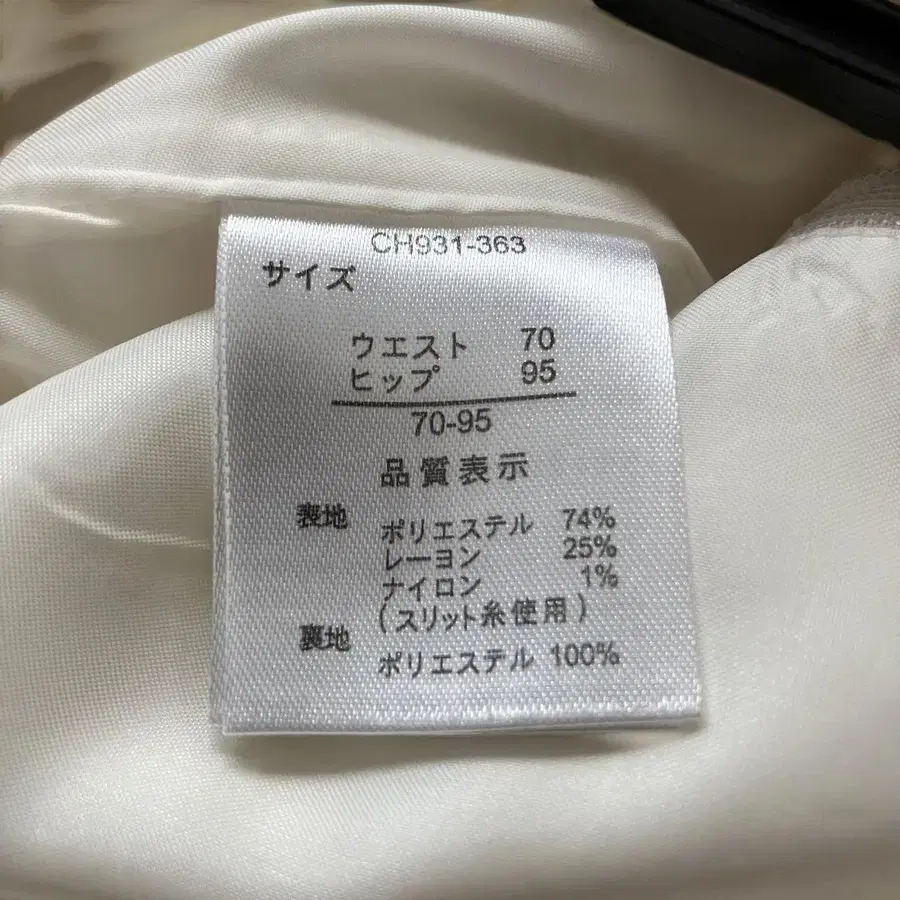 CH931-363
サイズ
ウエスト 70
ヒップ 95
70-95
品質表示
表地 ポリエステル 74%
レーヨン 25%
ナイロン 1%
(スリット糸使用)
裏地 ポリエステル 100%